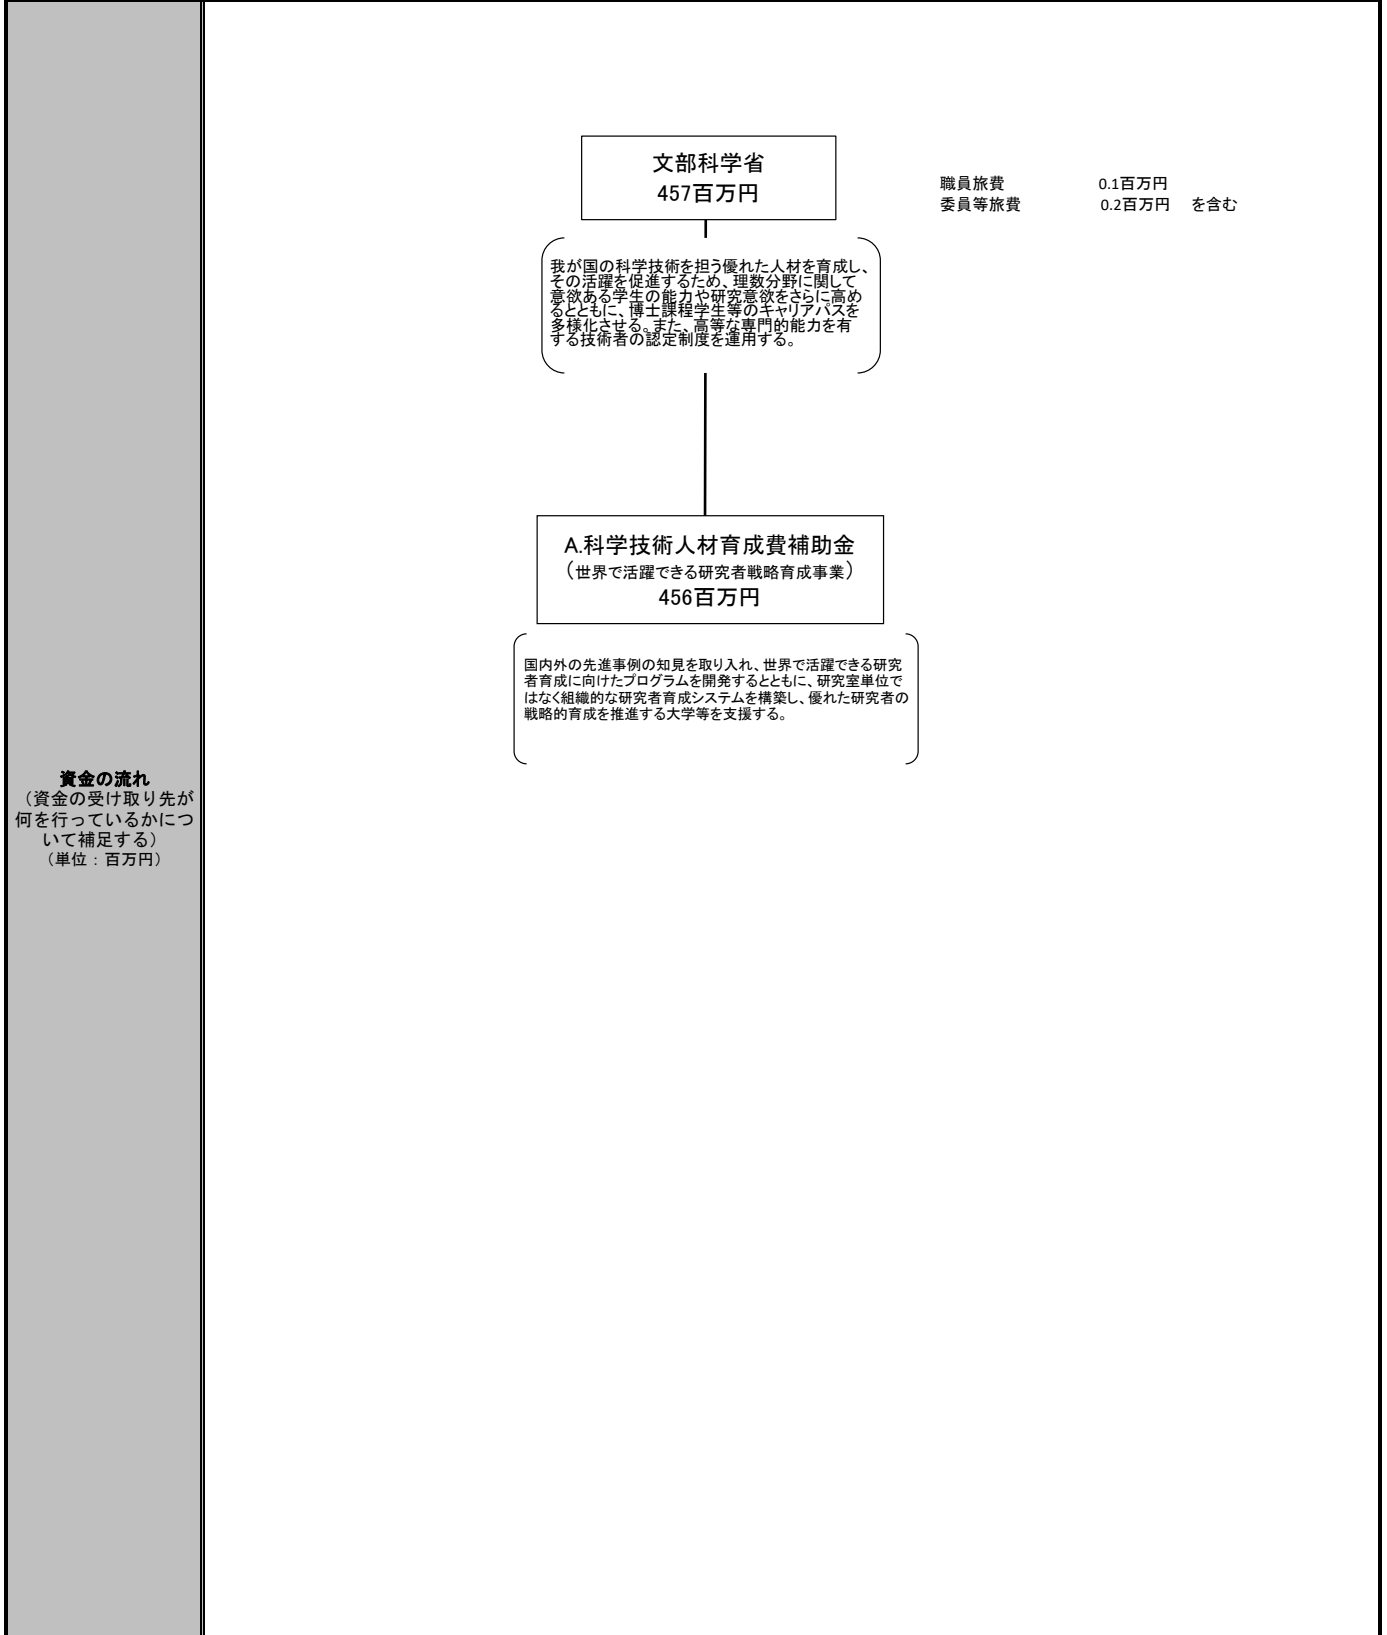 文部科学省
457百万円
職員旅費 0.1百万円
委員等旅費 0.2百万円 を含む
我が国の科学技術を担う優れた人材を育成し、
その活躍を促進するため、理数分野に関して
意欲ある学生の能力や研究意欲をさらに高め
るとともに、博士課程学生等のキャリアパスを
多様化させる。また、高等な専門的能力を有
する技術者の認定制度を運用する。
A.科学技術人材育成費補助金
（世界で活躍できる研究者戦略育成事業）
456百万円
国内外の先進事例の知見を取り入れ、世界で活躍できる研究
者育成に向けたプログラムを開発するとともに、研究室単位で
はなく組織的な研究者育成システムを構築し、優れた研究者の
戦略的育成を推進する大学等を支援する。
資金の流れ
（資金の受け取り先が
何を行っているかにつ
いて補足する）
（単位：百万円）